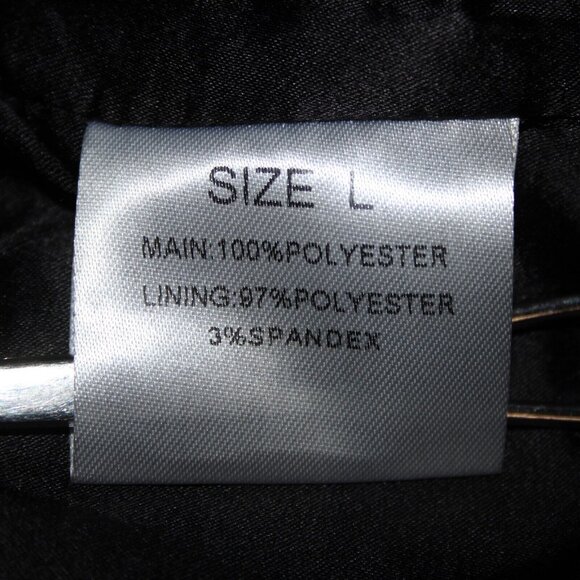 SIZE L
MAIN:100%POLYESTER
LINING:97%POLYESTER
3%SPANDEX